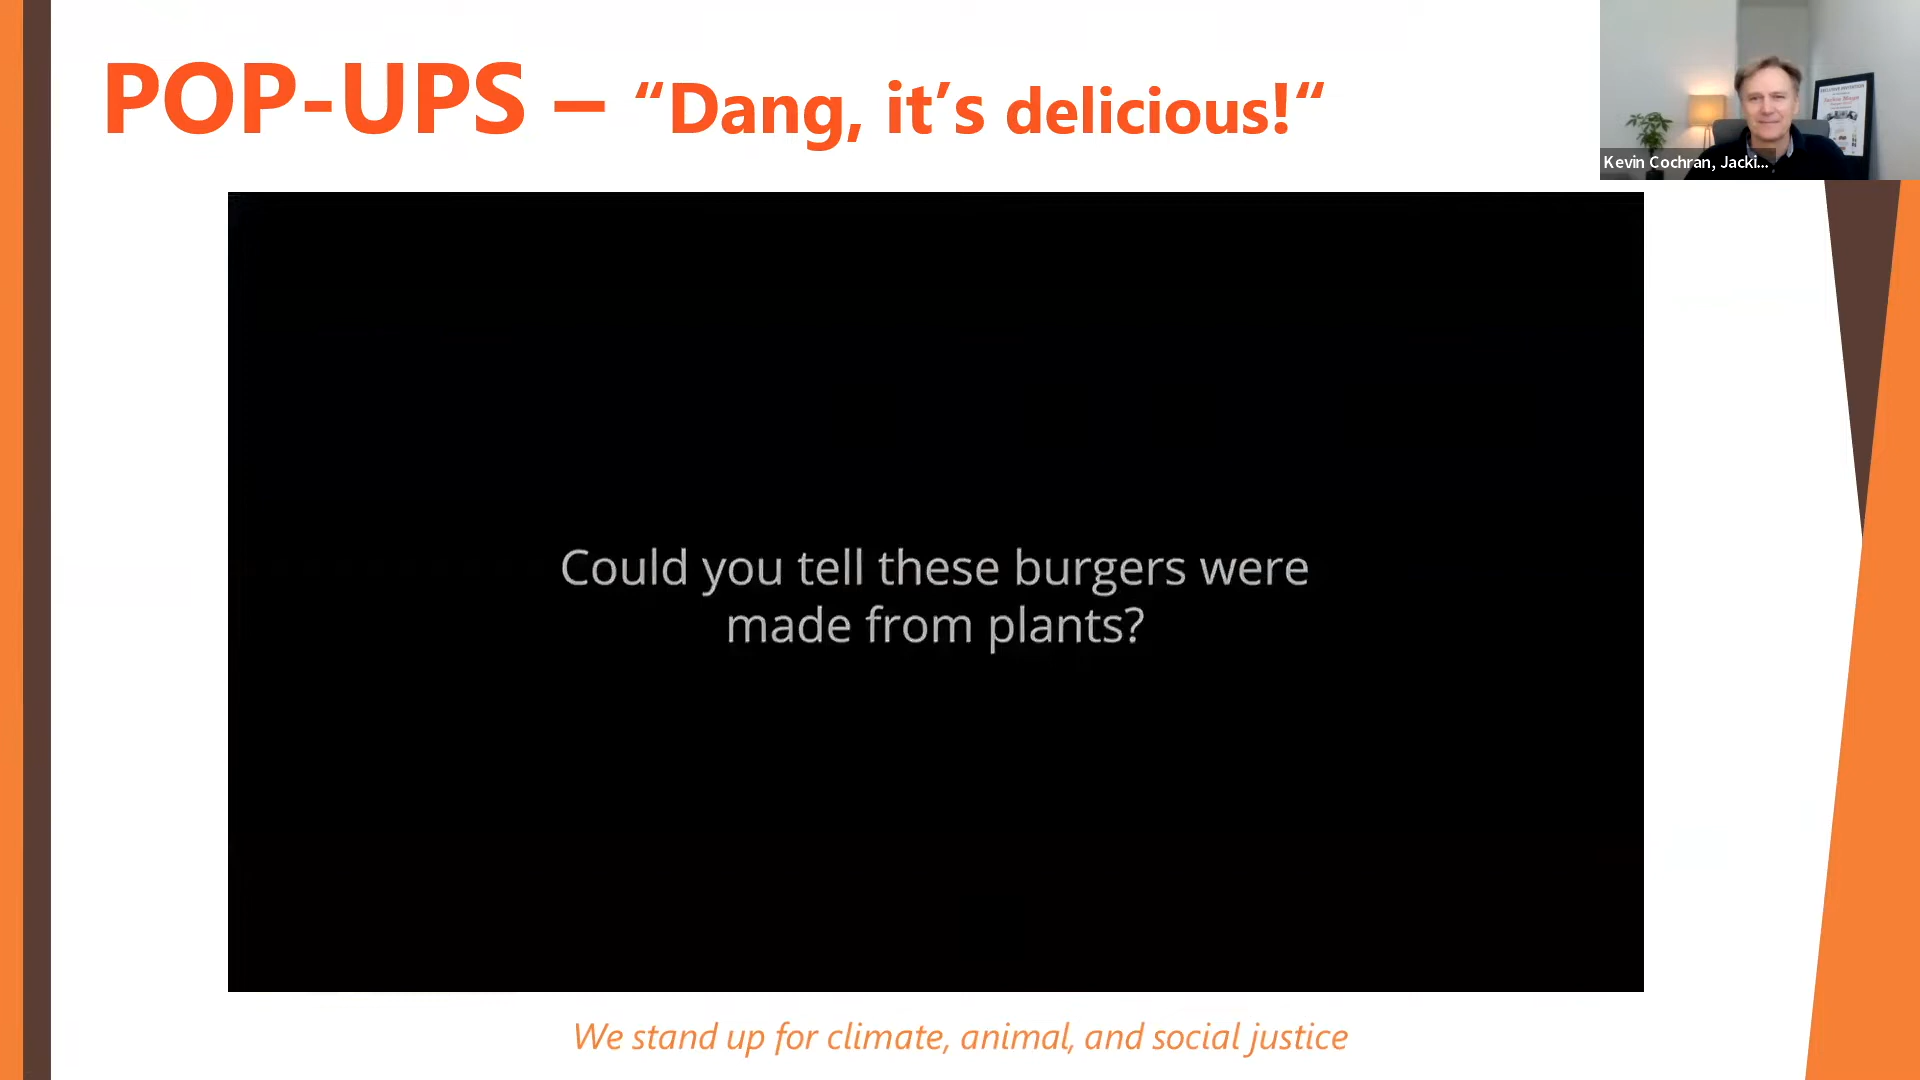 POP-UPS – “Dang, it’s delicious!“
Kevin Cochran, Jacki...
Could you tell these burgers were
made from plants?
We stand up for climate, animal, and social justice